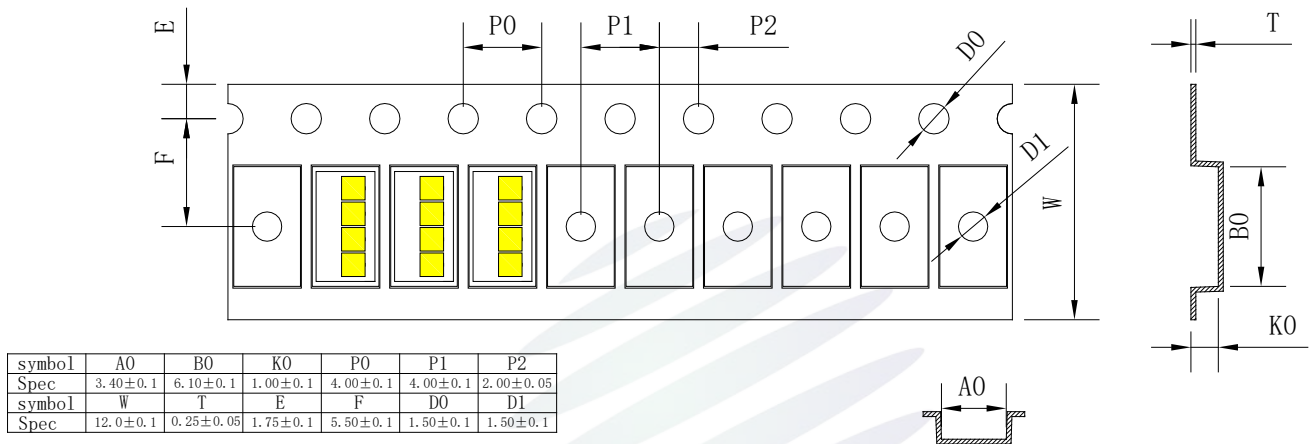 E
P0
P1
P2
D0
T
F
D1
W
B0
K0
A0
symbol A0 B0 K0 P0 P1 P2
Spec 3.40±0.1 6.10±0.1 1.00±0.1 4.00±0.1 4.00±0.1 2.00±0.05
symbol W T E F D0 D1
Spec 12.0±0.1 0.25±0.05 1.75±0.1 5.50±0.1 1.50±0.1 1.50±0.1